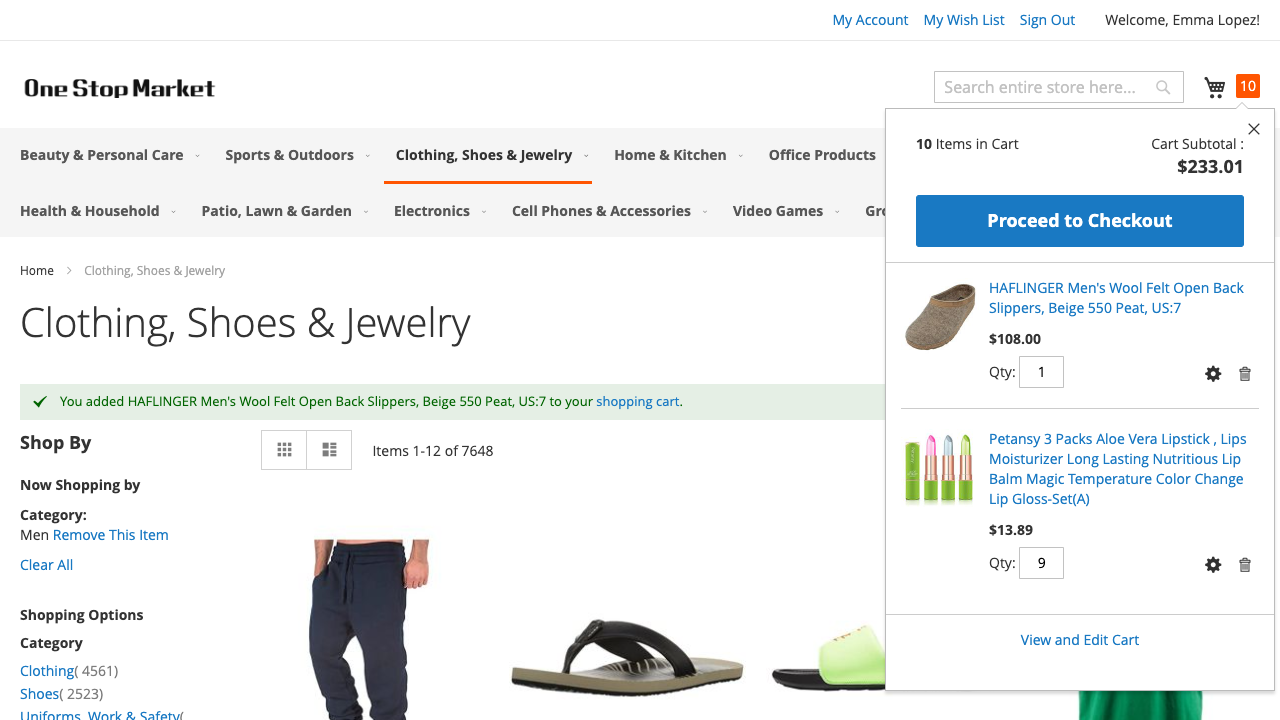 My Account My Wish List Sign Out Welcome, Emma Lopez!
One Stop Market
Search entire store here...
10
Beauty & Personal Care Sports & Outdoors Clothing, Shoes & Jewelry Home & Kitchen Office Products
Health & Household Patio, Lawn & Garden Electronics Cell Phones & Accessories Video Games Gro
10 Items in Cart
Cart Subtotal :
$233.01
Proceed to Checkout
HAFLINGER Men's Wool Felt Open Back
Slippers, Beige 550 Peat, US:7
$108.00
Qty: 1
Petansy 3 Packs Aloe Vera Lipstick , Lips
Moisturizer Long Lasting Nutritious Lip
Balm Magic Temperature Color Change
Lip Gloss-Set(A)
$13.89
Qty: 9
View and Edit Cart
Home Clothing, Shoes & Jewelry
Clothing, Shoes & Jewelry
You added HAFLINGER Men's Wool Felt Open Back Slippers, Beige 550 Peat, US:7 to your shopping cart.
Shop By
Items 1-12 of 7648
Now Shopping by
Category:
Men Remove This Item
Clear All
Shopping Options
Category
Clothing( 4561)
Shoes( 2523)
Uniforms, Work & Safety(